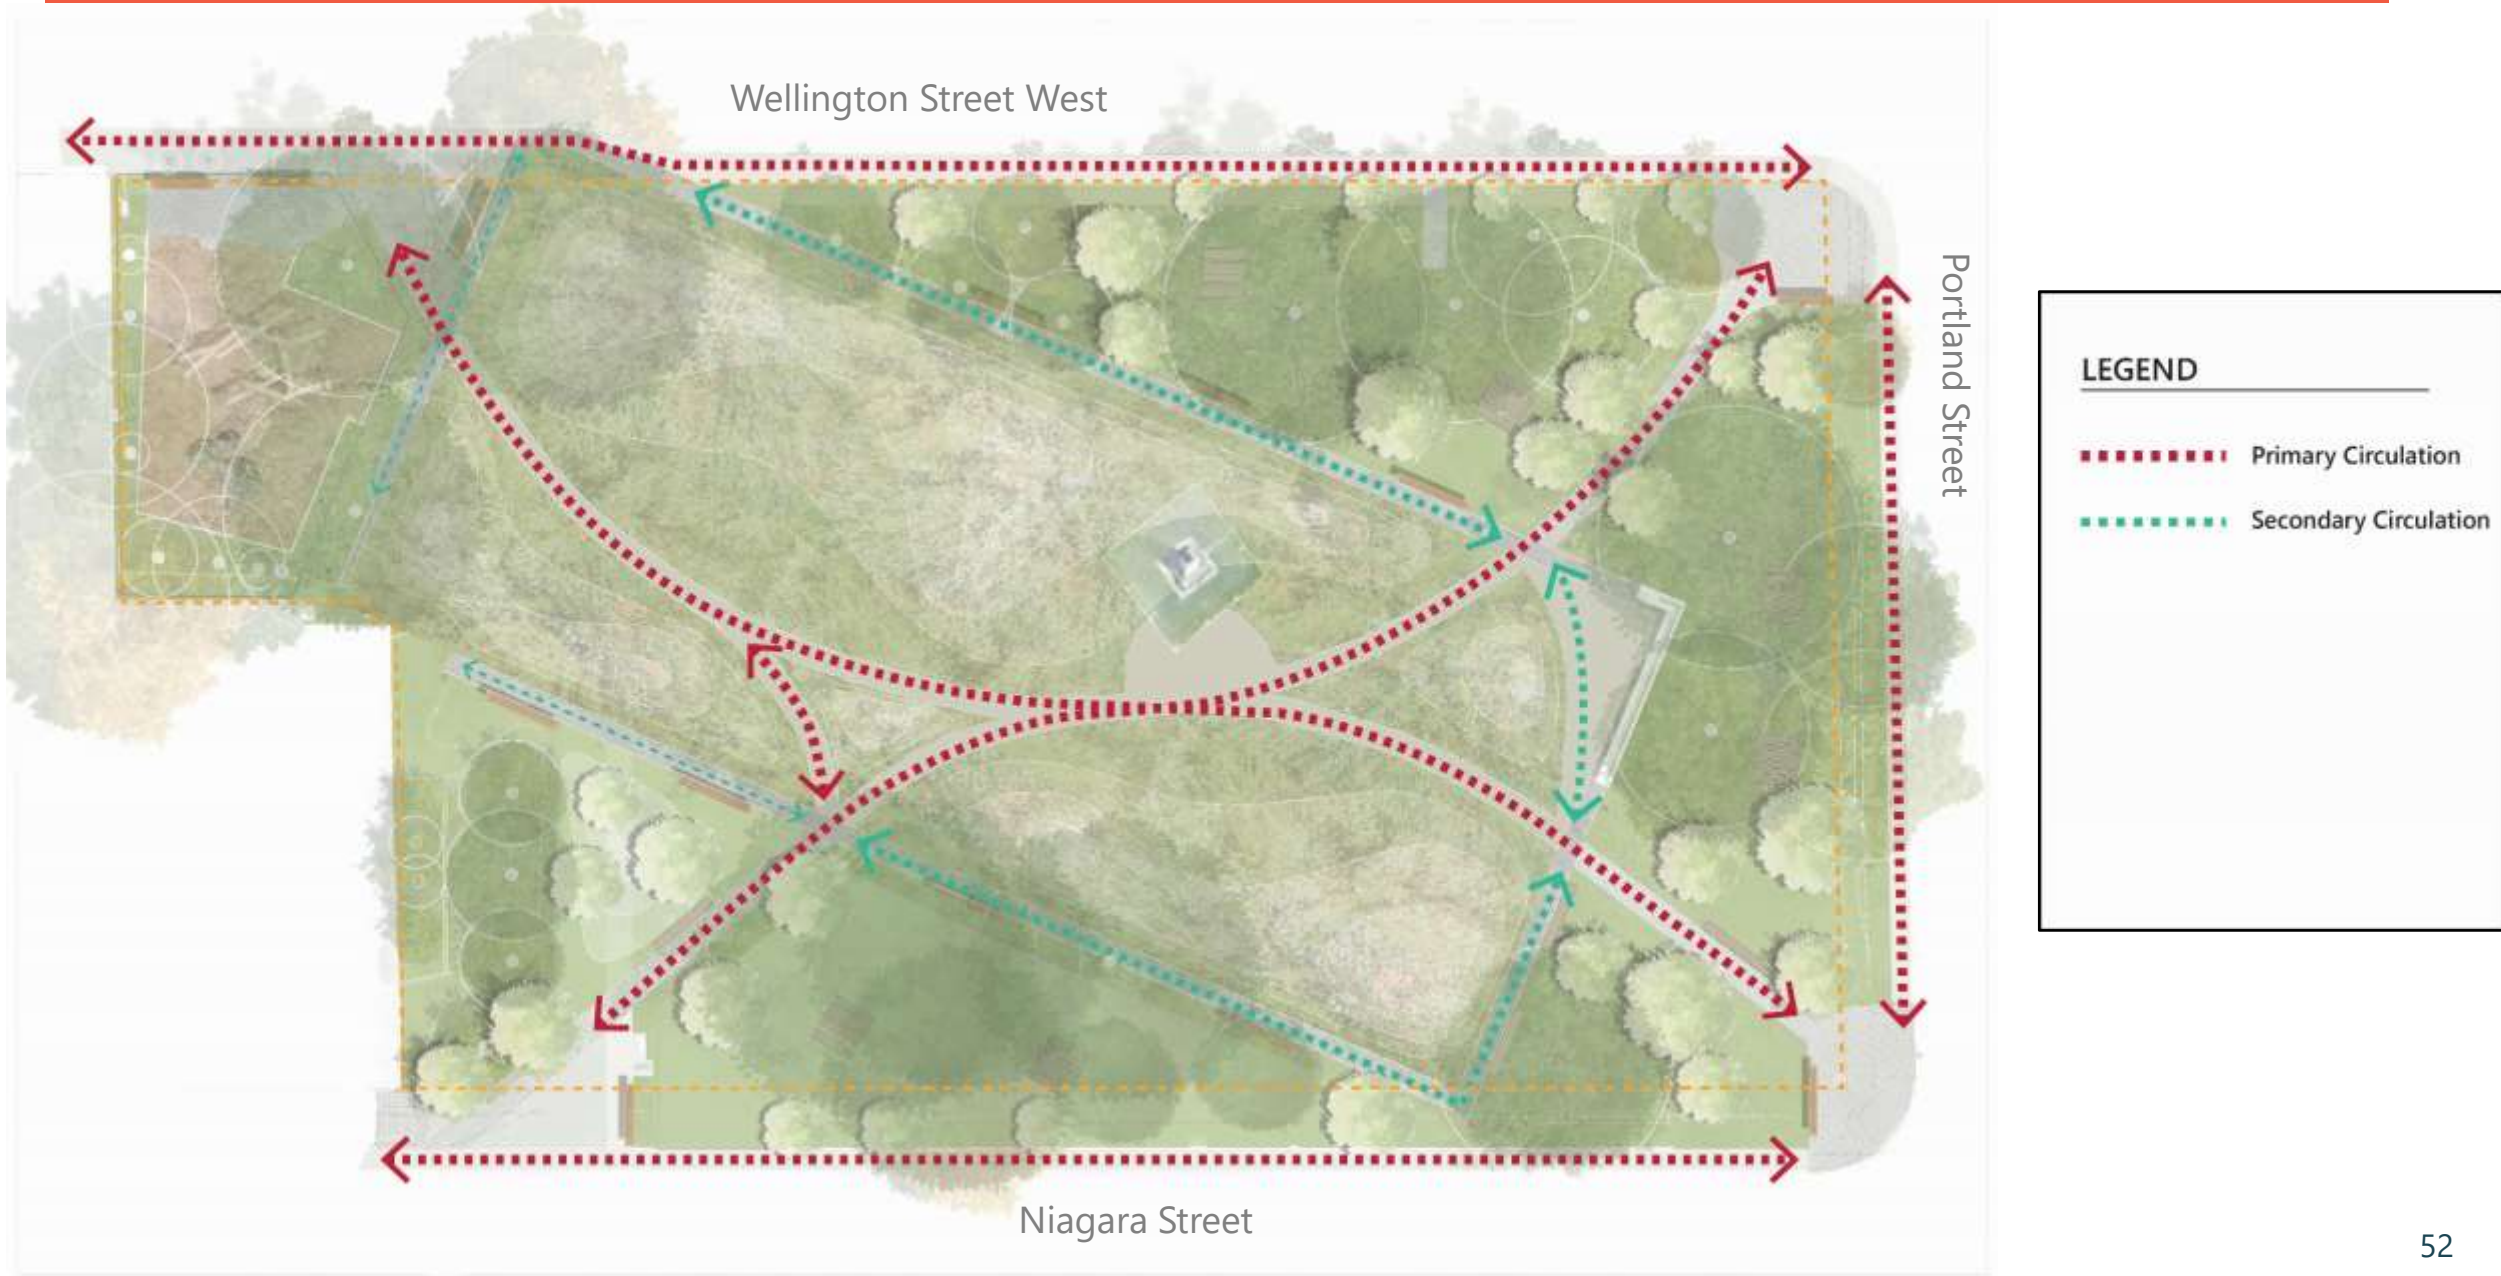 Wellington Street West
Portland Street
LEGEND
Primary Circulation
Secondary Circulation
Niagara Street
52